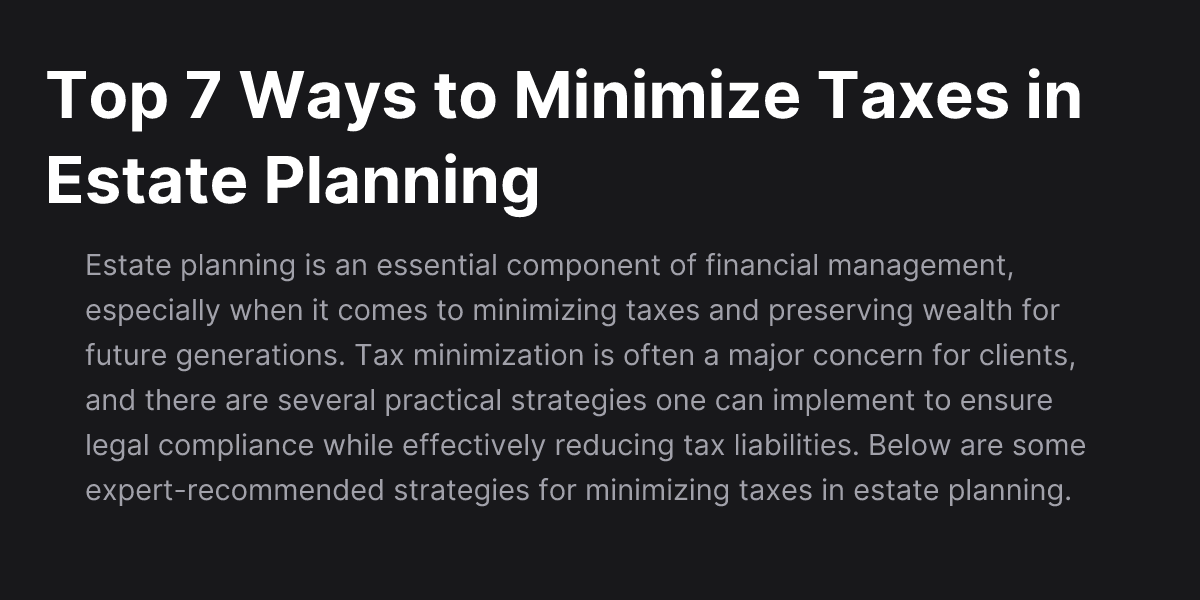 Top 7 Ways to Minimize Taxes in
Estate Planning
Estate planning is an essential component of financial management,
especially when it comes to minimizing taxes and preserving wealth for
future generations. Tax minimization is often a major concern for clients,
and there are several practical strategies one can implement to ensure
legal compliance while effectively reducing tax liabilities. Below are some
expert-recommended strategies for minimizing taxes in estate planning.